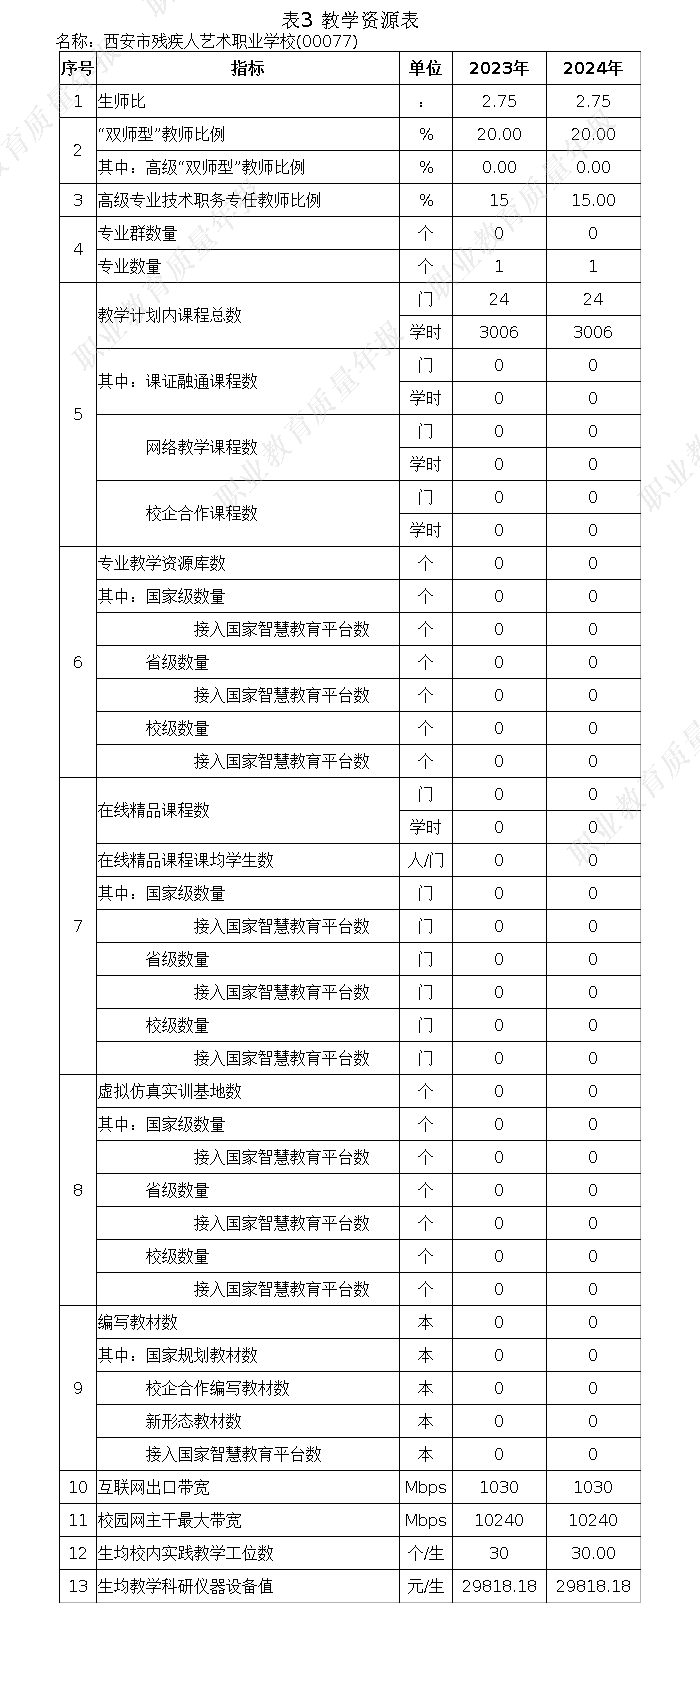 表3 教学资源表
名称：西安市残疾人艺术职业学校(00077)
序号 指标 单位 2023年 2024年
1 生师比 ： 2.75 2.75
2 “双师型”教师比例 % 20.00 20.00
其中：高级“双师型”教师比例 % 0.00 0.00
3 高级专业技术职务专任教师比例 % 15 15.00
4 专业群数量 个 0 0
专业数量 个 1 1
5 教学计划内课程总数 门 24 24
学时 3006 3006
其中：课证融通课程数 门 0 0
学时 0 0
网络教学课程数 门 0 0
学时 0 0
校企合作课程数 门 0 0
学时 0 0
6 专业教学资源库数 个 0 0
其中：国家级数量 个 0 0
接入国家智慧教育平台数 个 0 0
省级数量 个 0 0
接入国家智慧教育平台数 个 0 0
校级数量 个 0 0
接入国家智慧教育平台数 个 0 0
7 在线精品课程数 门 0 0
学时 0 0
在线精品课程课均学生数 人/门 0 0
其中：国家级数量 门 0 0
接入国家智慧教育平台数 门 0 0
省级数量 门 0 0
接入国家智慧教育平台数 门 0 0
校级数量 门 0 0
接入国家智慧教育平台数 门 0 0
8 虚拟仿真实训基地数 个 0 0
其中：国家级数量 个 0 0
接入国家智慧教育平台数 个 0 0
省级数量 个 0 0
接入国家智慧教育平台数 个 0 0
校级数量 个 0 0
接入国家智慧教育平台数 个 0 0
9 编写教材数 本 0 0
其中：国家规划教材数 本 0 0
校企合作编写教材数 本 0 0
新形态教材数 本 0 0
接入国家智慧教育平台数 本 0 0
10 互联网出口带宽 Mbps 1030 1030
11 校园网主干最大带宽 Mbps 10240 10240
12 生均校内实践教学工位数 个/生 30 30.00
13 生均教学科研仪器设备值 元/生 29818.18 29818.18
职业教育质量年报
职业教育质量年报
职业教育质量年报